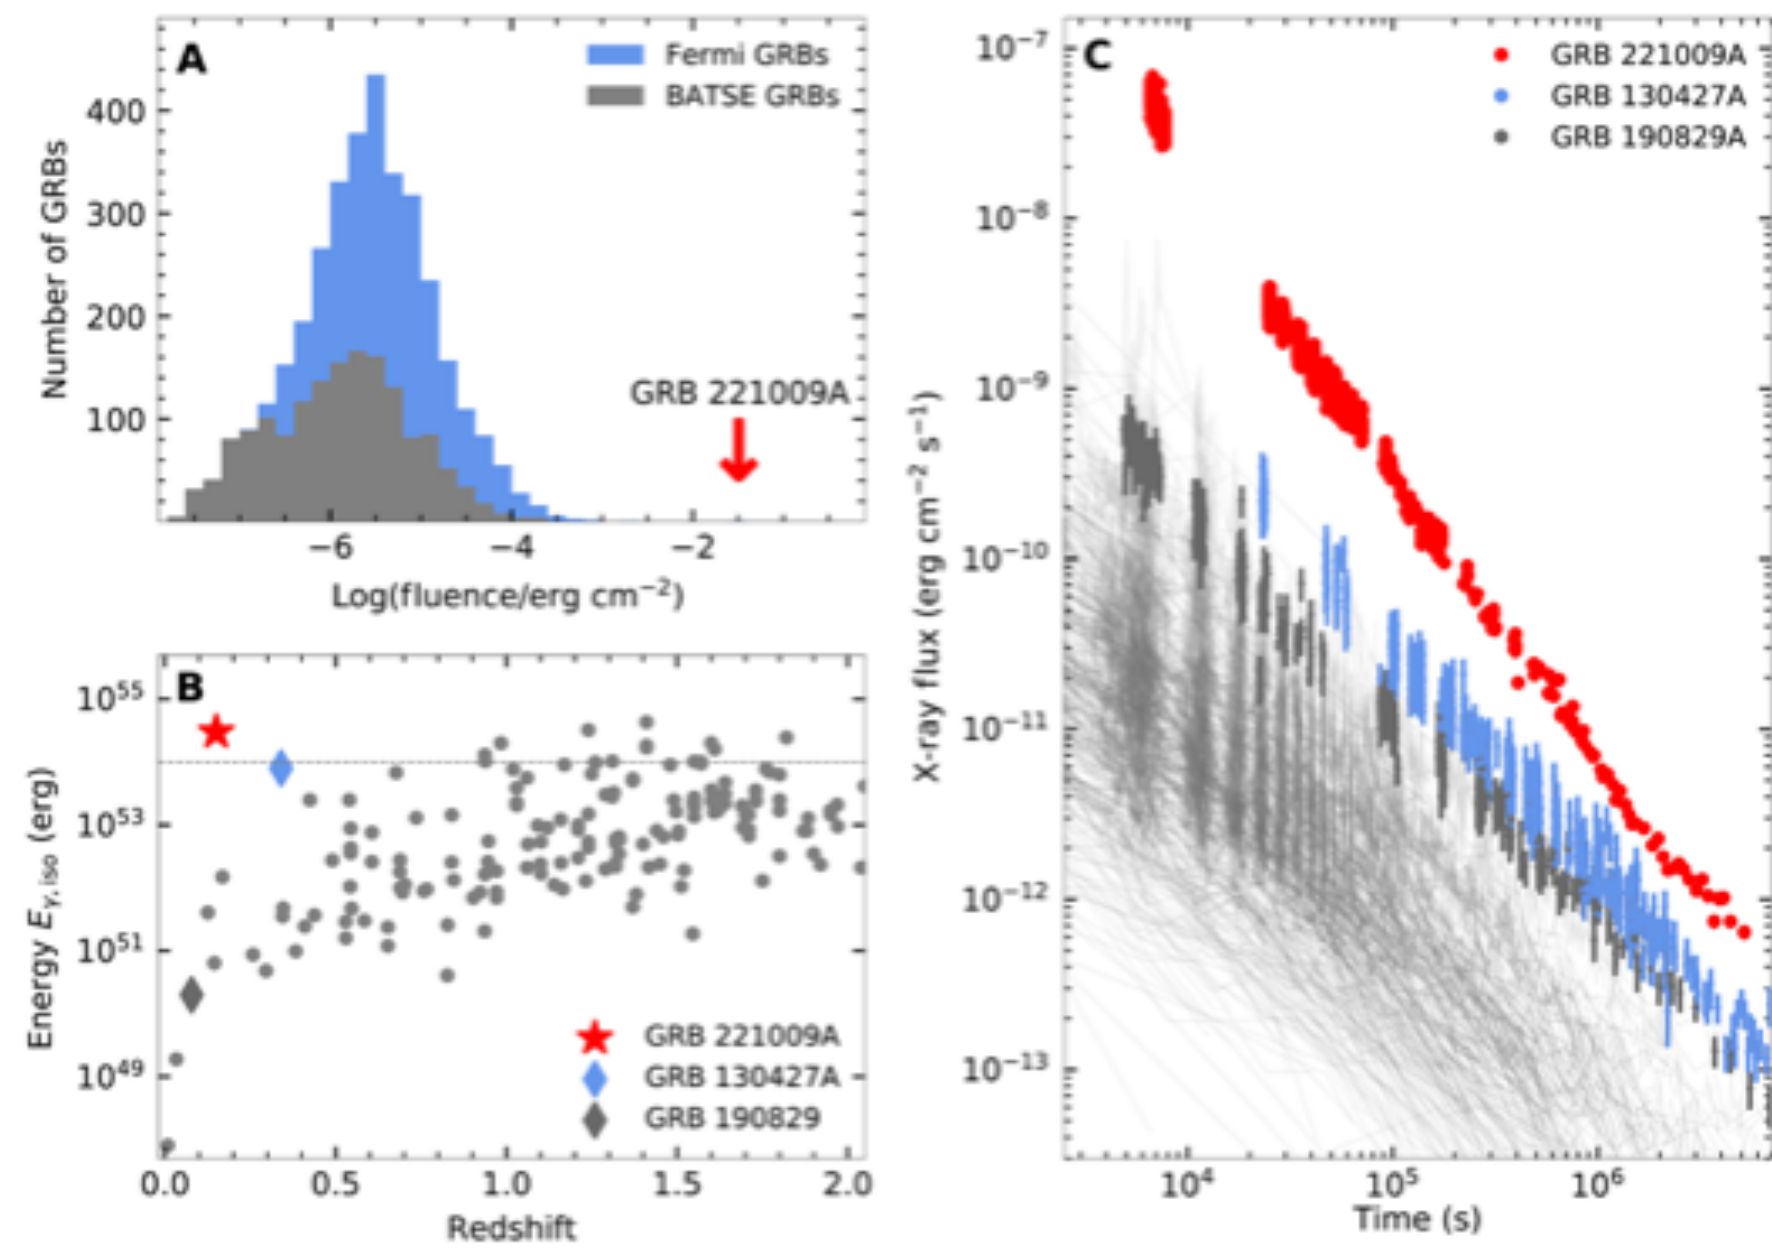 A
Fermi GRBs
BATSE GRBs
400
300
200
100
Number of GRBs
GRB 221009A
−6 −4 −2
Log(fluence/erg cm⁻²)
B
10⁵⁵
10⁵³
10⁵¹
10⁴⁹
Energy Eγ,iso (erg)
GRB 221009A
GRB 130427A
GRB 190829
0.0 0.5 1.0 1.5 2.0
Redshift
C
GRB 221009A
GRB 130427A
GRB 190829A
10⁻⁷
10⁻⁸
10⁻⁹
10⁻¹⁰
10⁻¹¹
10⁻¹²
10⁻¹³
X-ray flux (erg cm⁻² s⁻¹)
10⁴ 10⁵ 10⁶
Time (s)